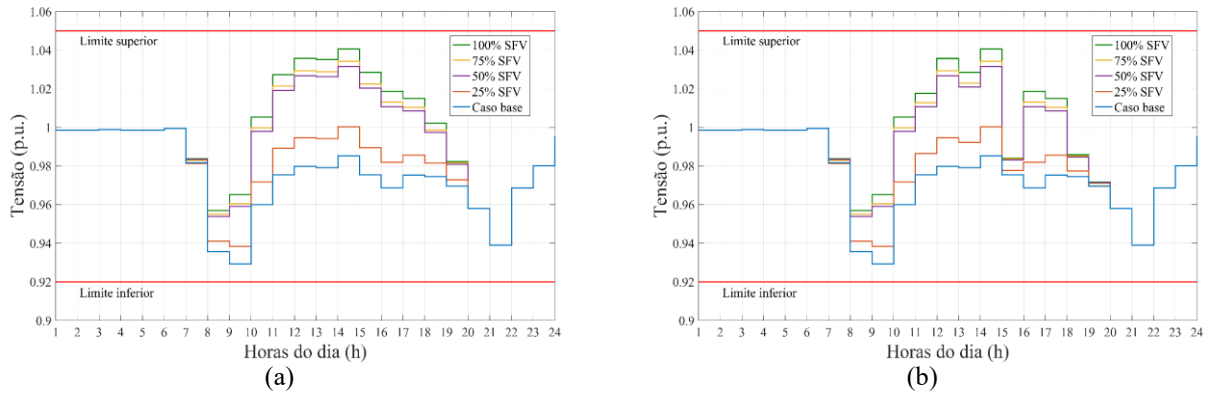 1.06
Limite superior
1.04
100% SFV
75% SFV
50% SFV
25% SFV
Caso base
1.02
1
0.98
0.96
0.94
0.92
Limite inferior
0.9
1 2 3 4 5 6 7 8 9 10 11 12 13 14 15 16 17 18 19 20 21 22 23 24
Tensão (p.u.)
Horas do dia (h)
(a)
1.06
Limite superior
1.04
100% SFV
75% SFV
50% SFV
25% SFV
Caso base
1.02
1
0.98
0.96
0.94
0.92
Limite inferior
0.9
1 2 3 4 5 6 7 8 9 10 11 12 13 14 15 16 17 18 19 20 21 22 23 24
Tensão (p.u.)
Horas do dia (h)
(b)